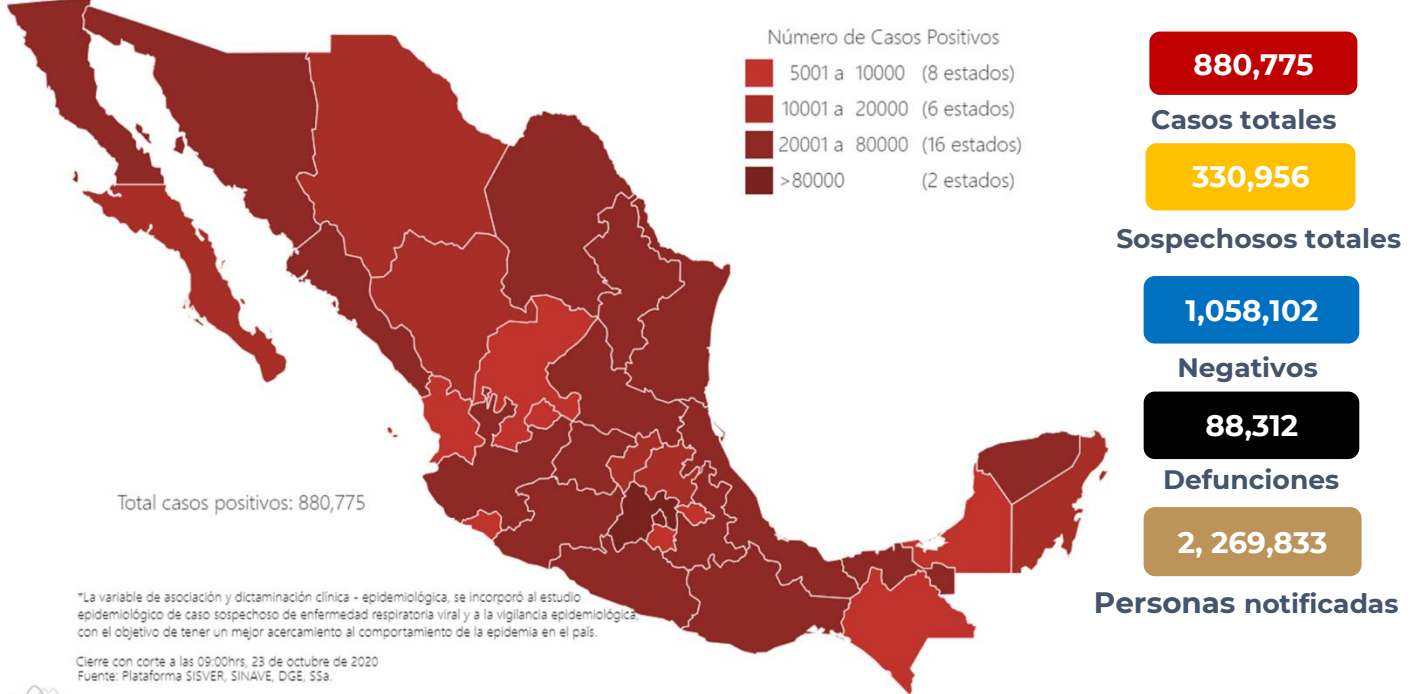 Número de Casos Positivos
5001 a 10000 (8 estados)
10001 a 20000 (6 estados)
20001 a 80000 (16 estados)
>80000 (2 estados)
880,775
Casos totales
330,956
Sospechosos totales
1,058,102
Negativos
88,312
Defunciones
2, 269,833
Personas notificadas
Total casos positivos: 880,775
*La variable de asociación y dictaminación clínica - epidemiológica, se incorporó al estudio
epidemiológico de caso sospechoso de enfermedad respiratoria viral y a la vigilancia epidemiológica,
con el objetivo de tener un mejor acercamiento al comportamiento de la epidemia en el país.
Cierre con corte a las 09:00hrs, 23 de octubre de 2020
Fuente: Plataforma SISVER, SINAVE, DGE, SSa.